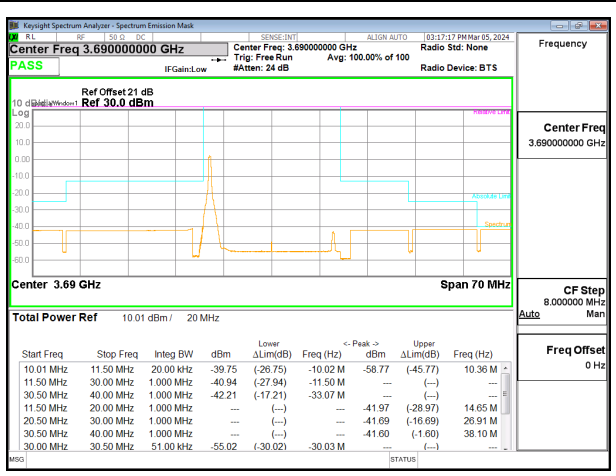 Keysight Spectrum Analyzer - Spectrum Emission Mask
RL RF 50 Ω DC SENSE:INT ALIGN AUTO 03:17:17 PM Mar 05, 2024
Center Freq 3.690000000 GHz
PASS
IFGain:Low
Center Freq: 3.690000000 GHz
Trig: Free Run Avg: 100.00% of 100
#Atten: 24 dB
Radio Std: None
Radio Device: BTS
Frequency
Ref Offset 21 dB
10 dB Ref 30.0 dBm
Log
Relative Limit
20.0
10.0
0.00
-10.0
-20.0
Absolute Limit
-30.0
-40.0
Spectrum
-50.0
-60.0
Center 3.69 GHz Span 70 MHz
Center Freq
3.690000000 GHz
CF Step
8.000000 MHz
Auto Man
Freq Offset
0 Hz
Total Power Ref 10.01 dBm / 20 MHz
Lower <- Peak -> Upper
Start Freq Stop Freq Integ BW dBm ΔLim(dB) Freq (Hz) dBm ΔLim(dB) Freq (Hz)
10.01 MHz 11.50 MHz 20.00 kHz -39.75 (-26.75) -10.02 M -58.77 (-45.77) 10.36 M
11.50 MHz 30.00 MHz 1.000 MHz -40.94 (-27.94) -11.50 M --- (---) ---
30.50 MHz 40.00 MHz 1.000 MHz -42.21 (-17.21) -33.07 M --- (---) ---
11.50 MHz 20.00 MHz 1.000 MHz --- (---) --- -41.97 (-28.97) 14.65 M
20.50 MHz 30.00 MHz 1.000 MHz --- (---) --- -41.69 (-16.69) 26.91 M
30.50 MHz 40.00 MHz 1.000 MHz --- (---) --- -41.60 (-1.60) 38.10 M
30.00 MHz 30.50 MHz 51.00 kHz -55.02 (-30.02) -30.03 M --- (---) ---
MSG STATUS